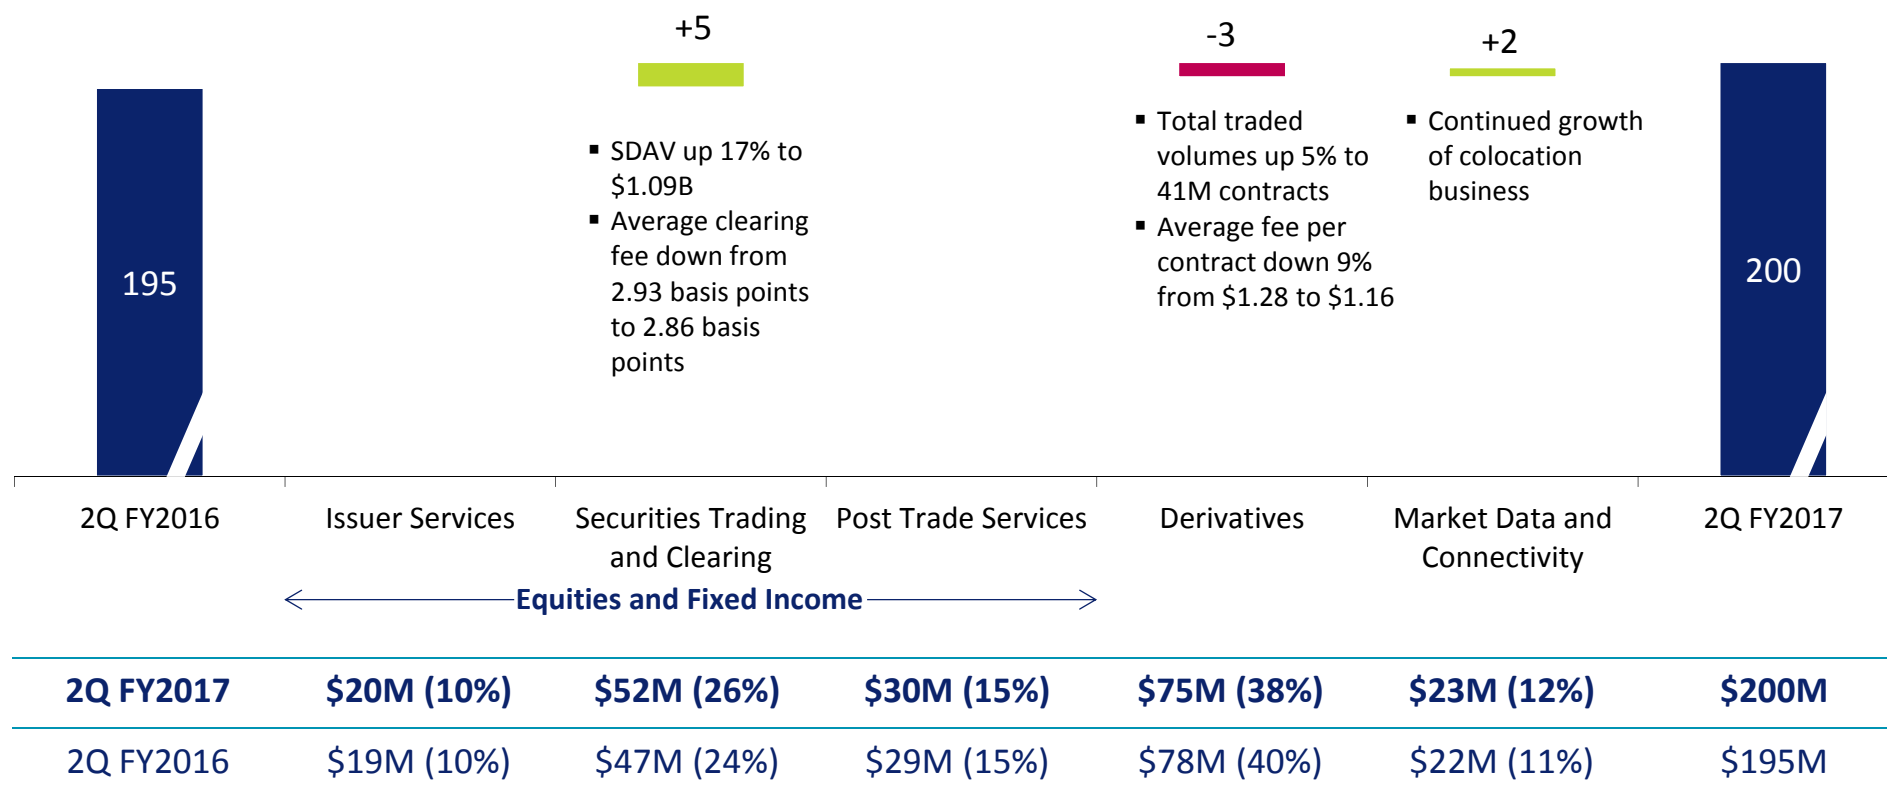 +5
-3
+2
▪ SDAV up 17% to
$1.09B
▪ Average clearing
fee down from
2.93 basis points
to 2.86 basis
points
▪ Total traded
volumes up 5% to
41M contracts
▪ Average fee per
contract down 9%
from $1.28 to $1.16
▪ Continued growth
of colocation
business
195
200
2Q FY2016
Issuer Services
Securities Trading
and Clearing
Post Trade Services
Derivatives
Market Data and
Connectivity
2Q FY2017
Equities and Fixed Income
2Q FY2017 $20M (10%) $52M (26%) $30M (15%) $75M (38%) $23M (12%) $200M
2Q FY2016 $19M (10%) $47M (24%) $29M (15%) $78M (40%) $22M (11%) $195M